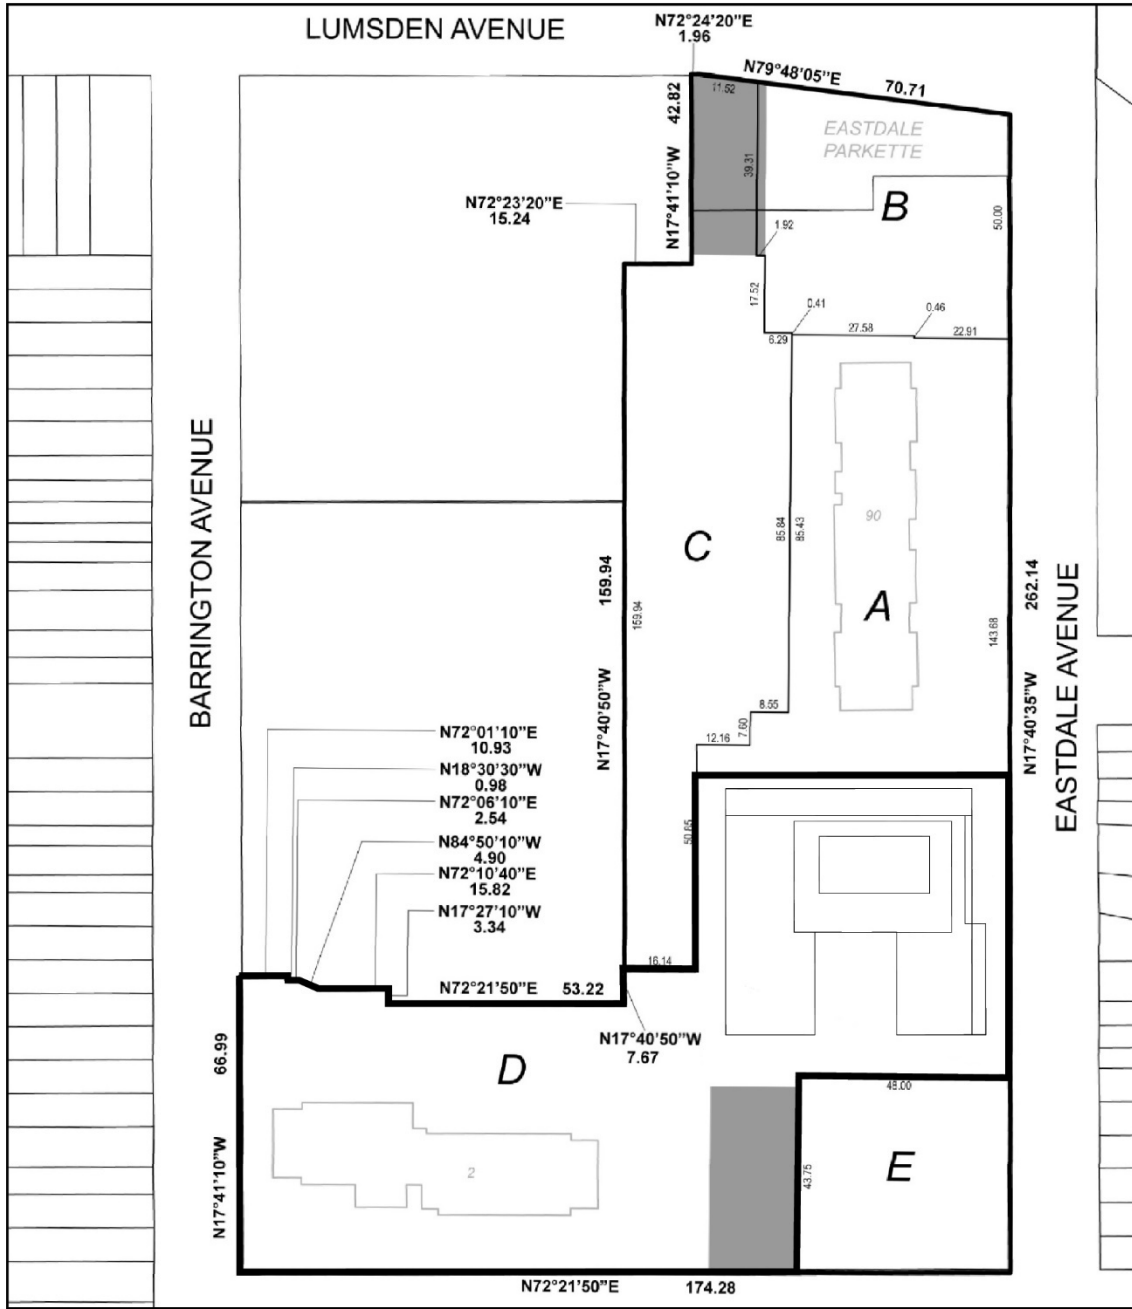 LUMSDEN AVENUE
N72°24'20"E
1.96
N79°48'05"E
70.71
11.52
42.82
N17°41'10"W
39.31
EASTDALE
PARKETTE
B
N72°23'20"E
15.24
1.92
50.00
17.52
0.41
0.46
6.29
27.58
22.91
BARRINGTON AVENUE
C
90
A
85.84
85.43
159.94
159.94
N17°40'50"W
143.68
262.14
N17°40'35"W
EASTDALE AVENUE
8.55
7.60
12.16
N72°01'10"E
10.93
N18°30'30"W
0.98
N72°06'10"E
2.54
N84°50'10"W
4.90
N72°10'40"E
15.82
N17°27'10"W
3.34
50.65
16.14
N72°21'50"E 53.22
N17°40'50"W
7.67
66.99
N17°41'10"W
D
2
48.00
43.75
E
N72°21'50"E 174.28